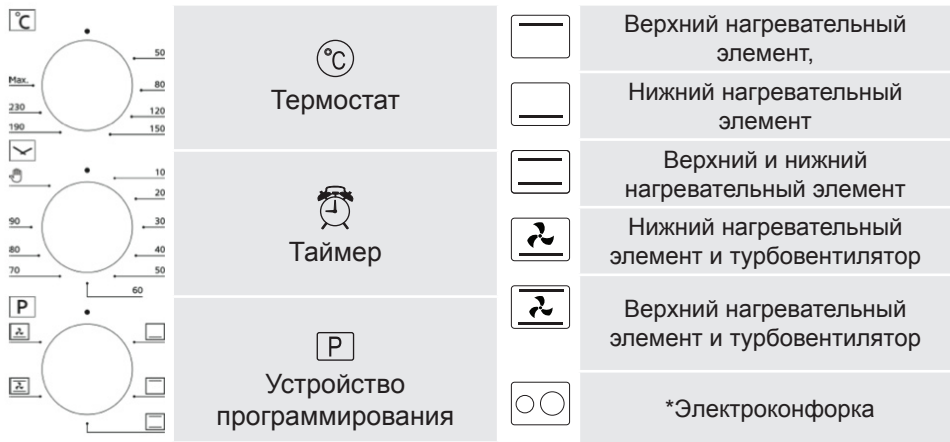 °C
50
80
120
150
Max.
230
190
°C
Термостат
10
20
30
40
50
60
90
80
70
Таймер
P
P
Устройство
программирования
Верхний нагревательный
элемент,
Нижний нагревательный
элемент
Верхний и нижний
нагревательный элемент
Нижний нагревательный
элемент и турбовентилятор
Верхний нагревательный
элемент и турбовентилятор
*Электроконфорка